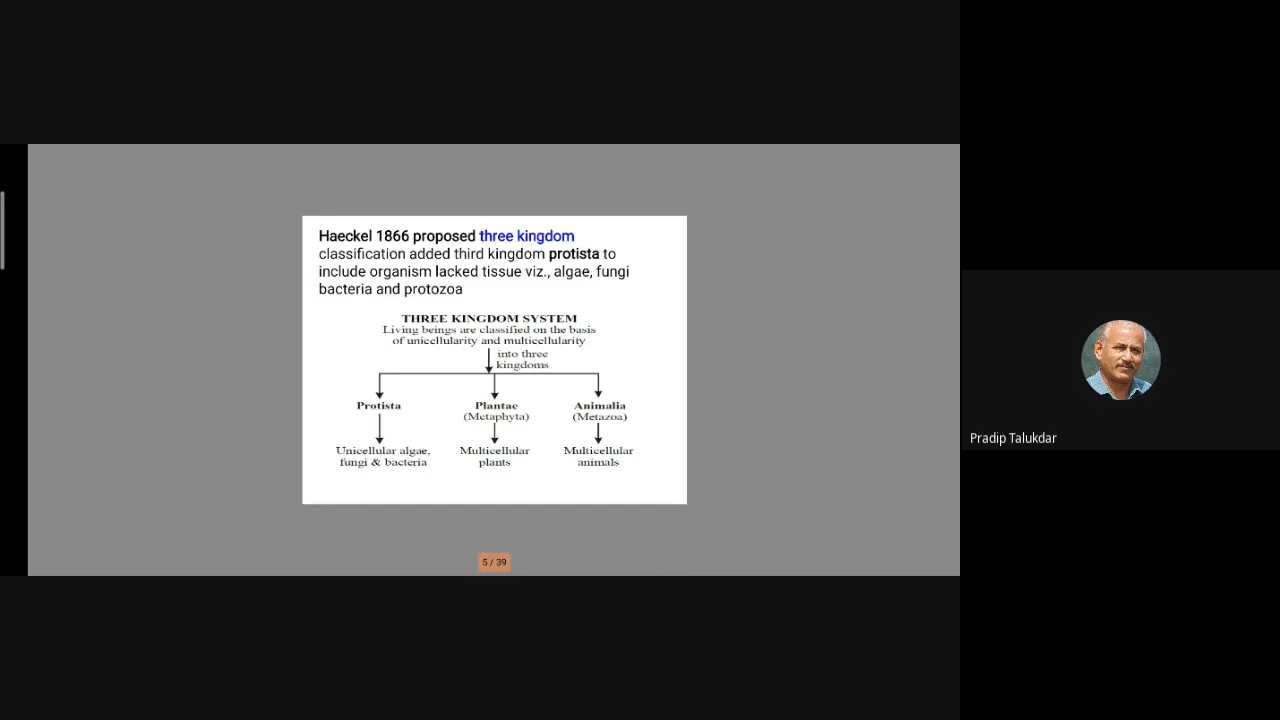 Haeckel 1866 proposed three kingdom
classification added third kingdom protista to
include organism lacked tissue viz., algae, fungi
bacteria and protozoa
THREE KINGDOM SYSTEM
Living beings are classified on the basis
of unicellularity and multicellularity
into three
kingdoms
Protista
Plantae
(Metaphyta)
Animalia
(Metazoa)
Unicellular algae,
fungi & bacteria
Multicellular
plants
Multicellular
animals
5 / 39
Pradip Talukdar